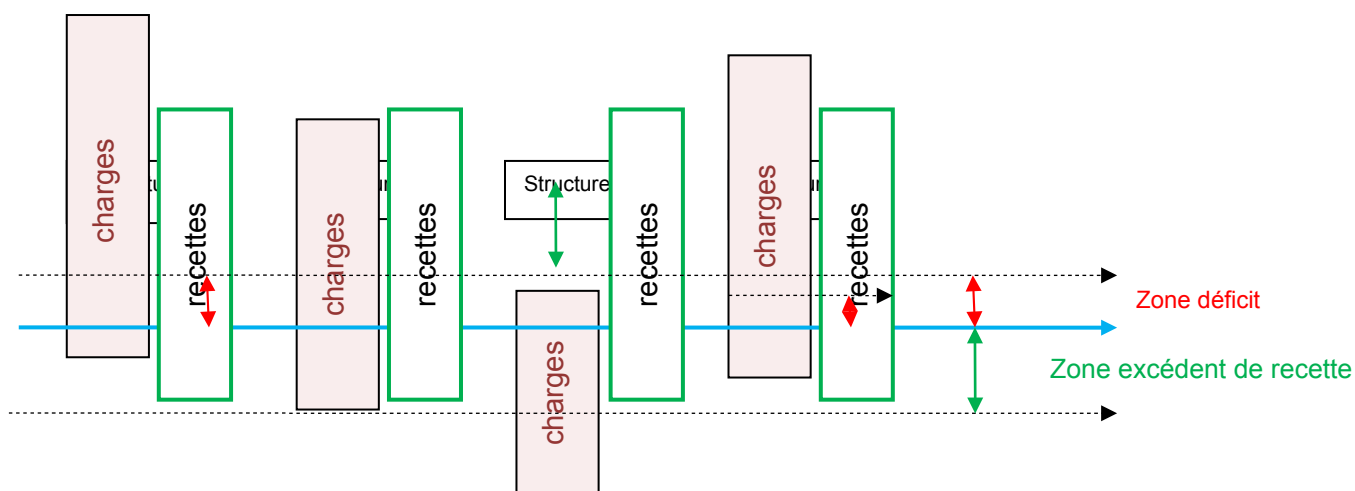 charges
recettes
charges
recettes
Structure
charges
recettes
charges
recettes
Zone déficit
Zone excédent de recette